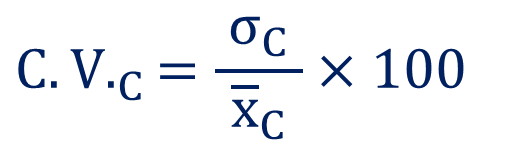 C. V.C = σC / x̄C × 100